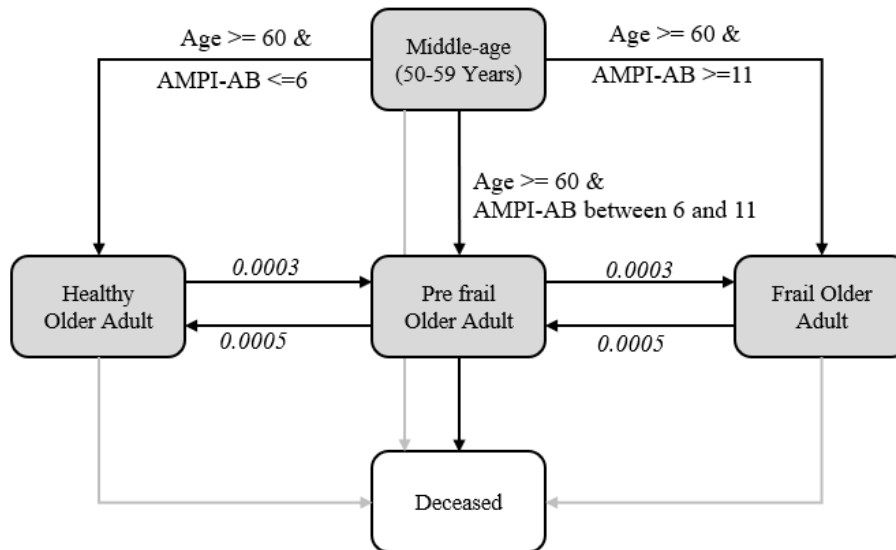 Age >= 60 &
AMPI-AB <=6
Middle-age
(50-59 Years)
Age >= 60 &
AMPI-AB >=11
Age >= 60 &
AMPI-AB between 6 and 11
Healthy
Older Adult
0.0003
0.0005
Pre frail
Older Adult
0.0003
0.0005
Frail Older
Adult
Deceased